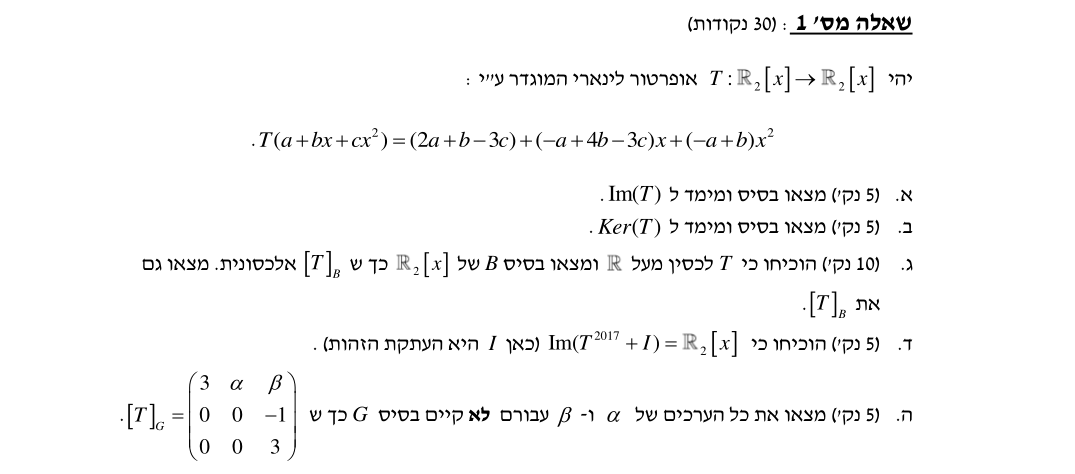 שאלה מס' 1 : (30 נקודות)
יהי T : ℝ₂[x] → ℝ₂[x] אופרטור לינארי המוגדר ע"י :
.T(a+bx+cx²) = (2a+b−3c)+(−a+4b−3c)x+(−a+b)x²
א. (5 נק') מצאו בסיס ומימד ל Im(T) .
ב. (5 נק') מצאו בסיס ומימד ל Ker(T) .
ג. (10 נק') הוכיחו כי T לכסין מעל ℝ ומצאו בסיס B של ℝ₂[x] כך ש [T]_B אלכסונית. מצאו גם
את [T]_B.
ד. (5 נק') הוכיחו כי Im(T²⁰¹⁷ + I) = ℝ₂[x] (כאן I היא העתקת הזהות) .
ה. (5 נק') מצאו את כל הערכים של α ו- β עבורם לא קיים בסיס G כך ש [T]_G = (3 α β ; 0 0 −1 ; 0 0 3).